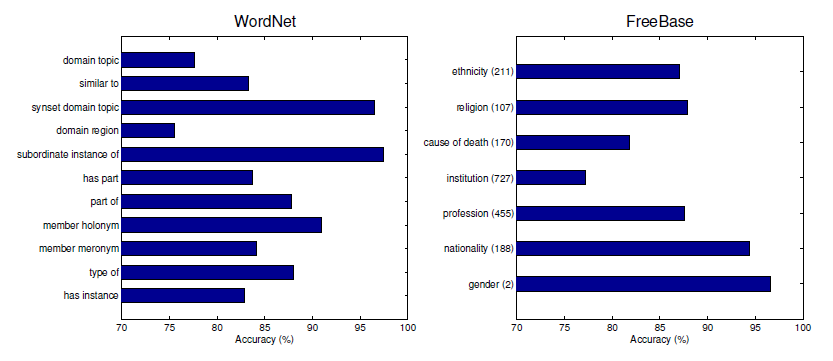 WordNet
domain topic
similar to
synset domain topic
domain region
subordinate instance of
has part
part of
member holonym
member meronym
type of
has instance
70 75 80 85 90 95 100
Accuracy (%)
FreeBase
ethnicity (211)
religion (107)
cause of death (170)
institution (727)
profession (455)
nationality (188)
gender (2)
70 75 80 85 90 95 100
Accuracy (%)